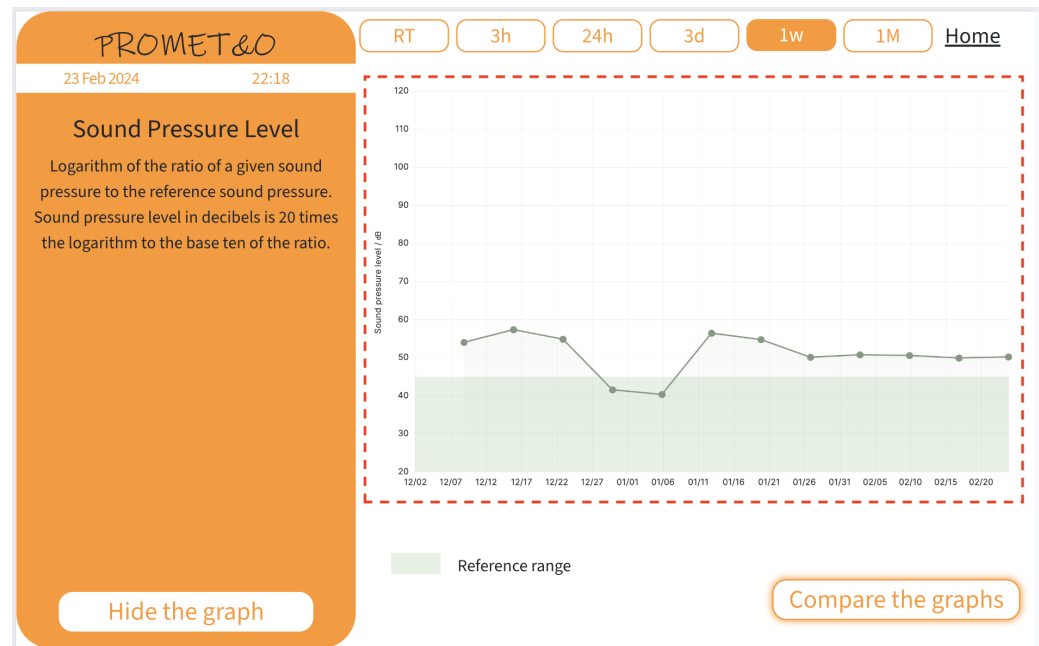 PROMET&O
23 Feb 2024
22:18
Sound Pressure Level
Logarithm of the ratio of a given sound
pressure to the reference sound pressure.
Sound pressure level in decibels is 20 times
the logarithm to the base ten of the ratio.
Hide the graph
RT
3h
24h
3d
1w
1M
Home
Sound pressure level / dB
120
110
100
90
80
70
60
50
40
30
20
12/02
12/07
12/12
12/17
12/22
12/27
01/01
01/06
01/11
01/16
01/21
01/26
01/31
02/05
02/10
02/15
02/20
Reference range
Compare the graphs